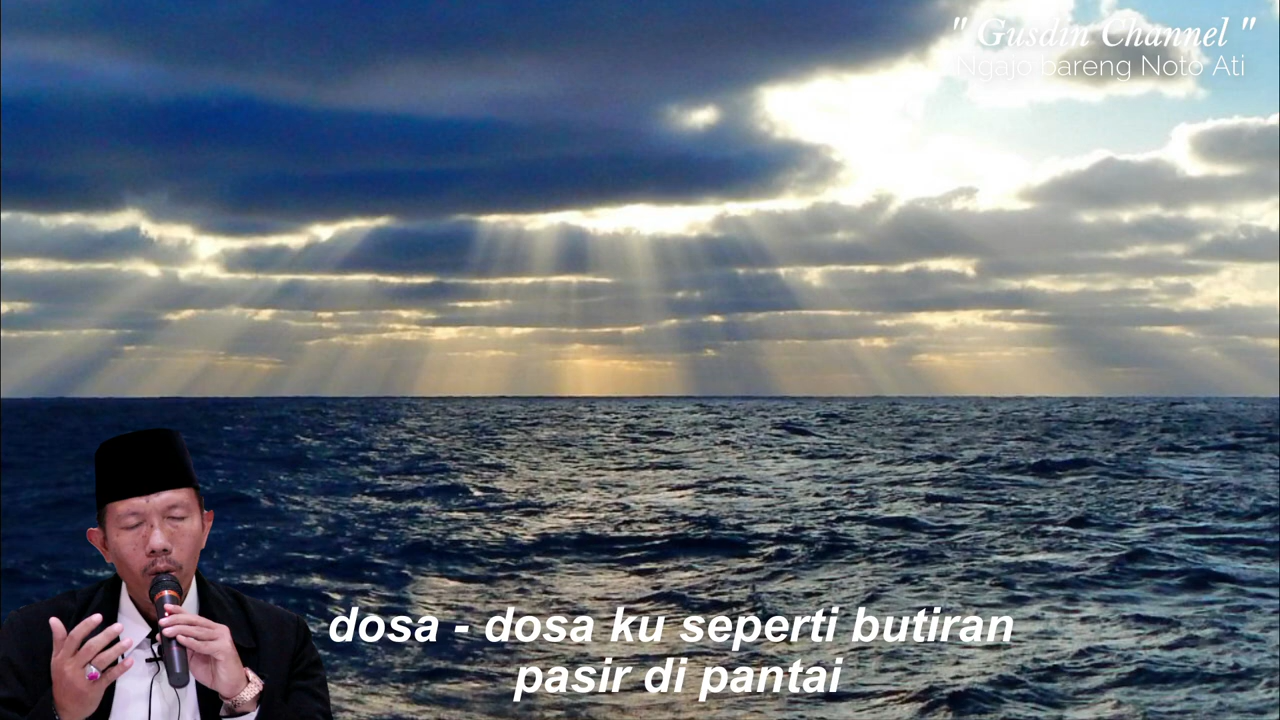 " Gusdin Channel "
Ngajo bareng Noto Ati
dosa - dosa ku seperti butiran
pasir di pantai